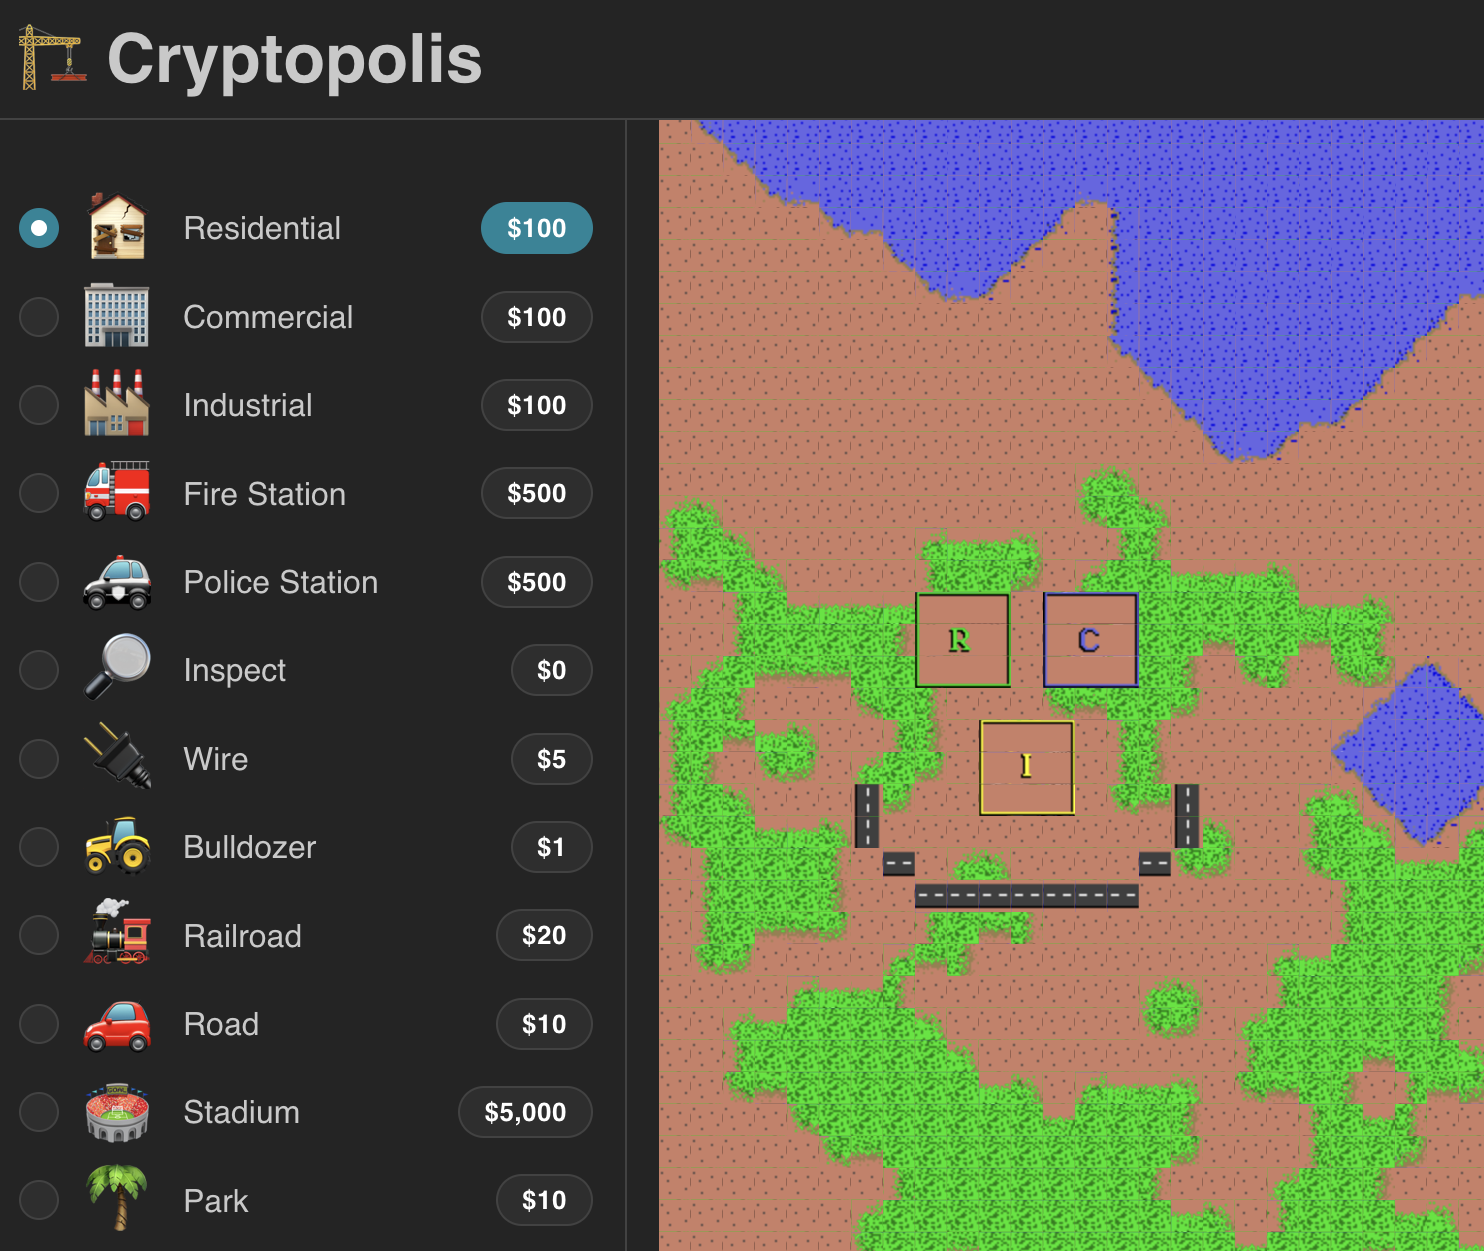 Cryptopolis
Residential $100
Commercial $100
Industrial $100
Fire Station $500
Police Station $500
Inspect $0
Wire $5
Bulldozer $1
Railroad $20
Road $10
Stadium $5,000
Park $10
R C
I